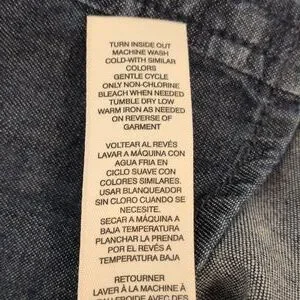 TURN INSIDE OUT
MACHINE WASH
COLD-WITH SIMILAR
COLORS
GENTLE CYCLE
ONLY NON-CHLORINE
BLEACH WHEN NEEDED
TUMBLE DRY LOW
WARM IRON AS NEEDED
ON REVERSE OF
GARMENT
VOLTEAR AL REVÉS
LAVAR A MÁQUINA CON
AGUA FRIA EN
CICLO SUAVE CON
COLORES SIMILARES.
USAR BLANQUEADOR
SIN CLORO CUANDO SE
NECESITE.
SECAR A MÁQUINA A
BAJA TEMPERATURA
PLANCHAR LA PRENDA
POR EL REVÉS A
TEMPERATURA BAJA
RETOURNER
LAVER À LA MACHINE À
AVEC DES